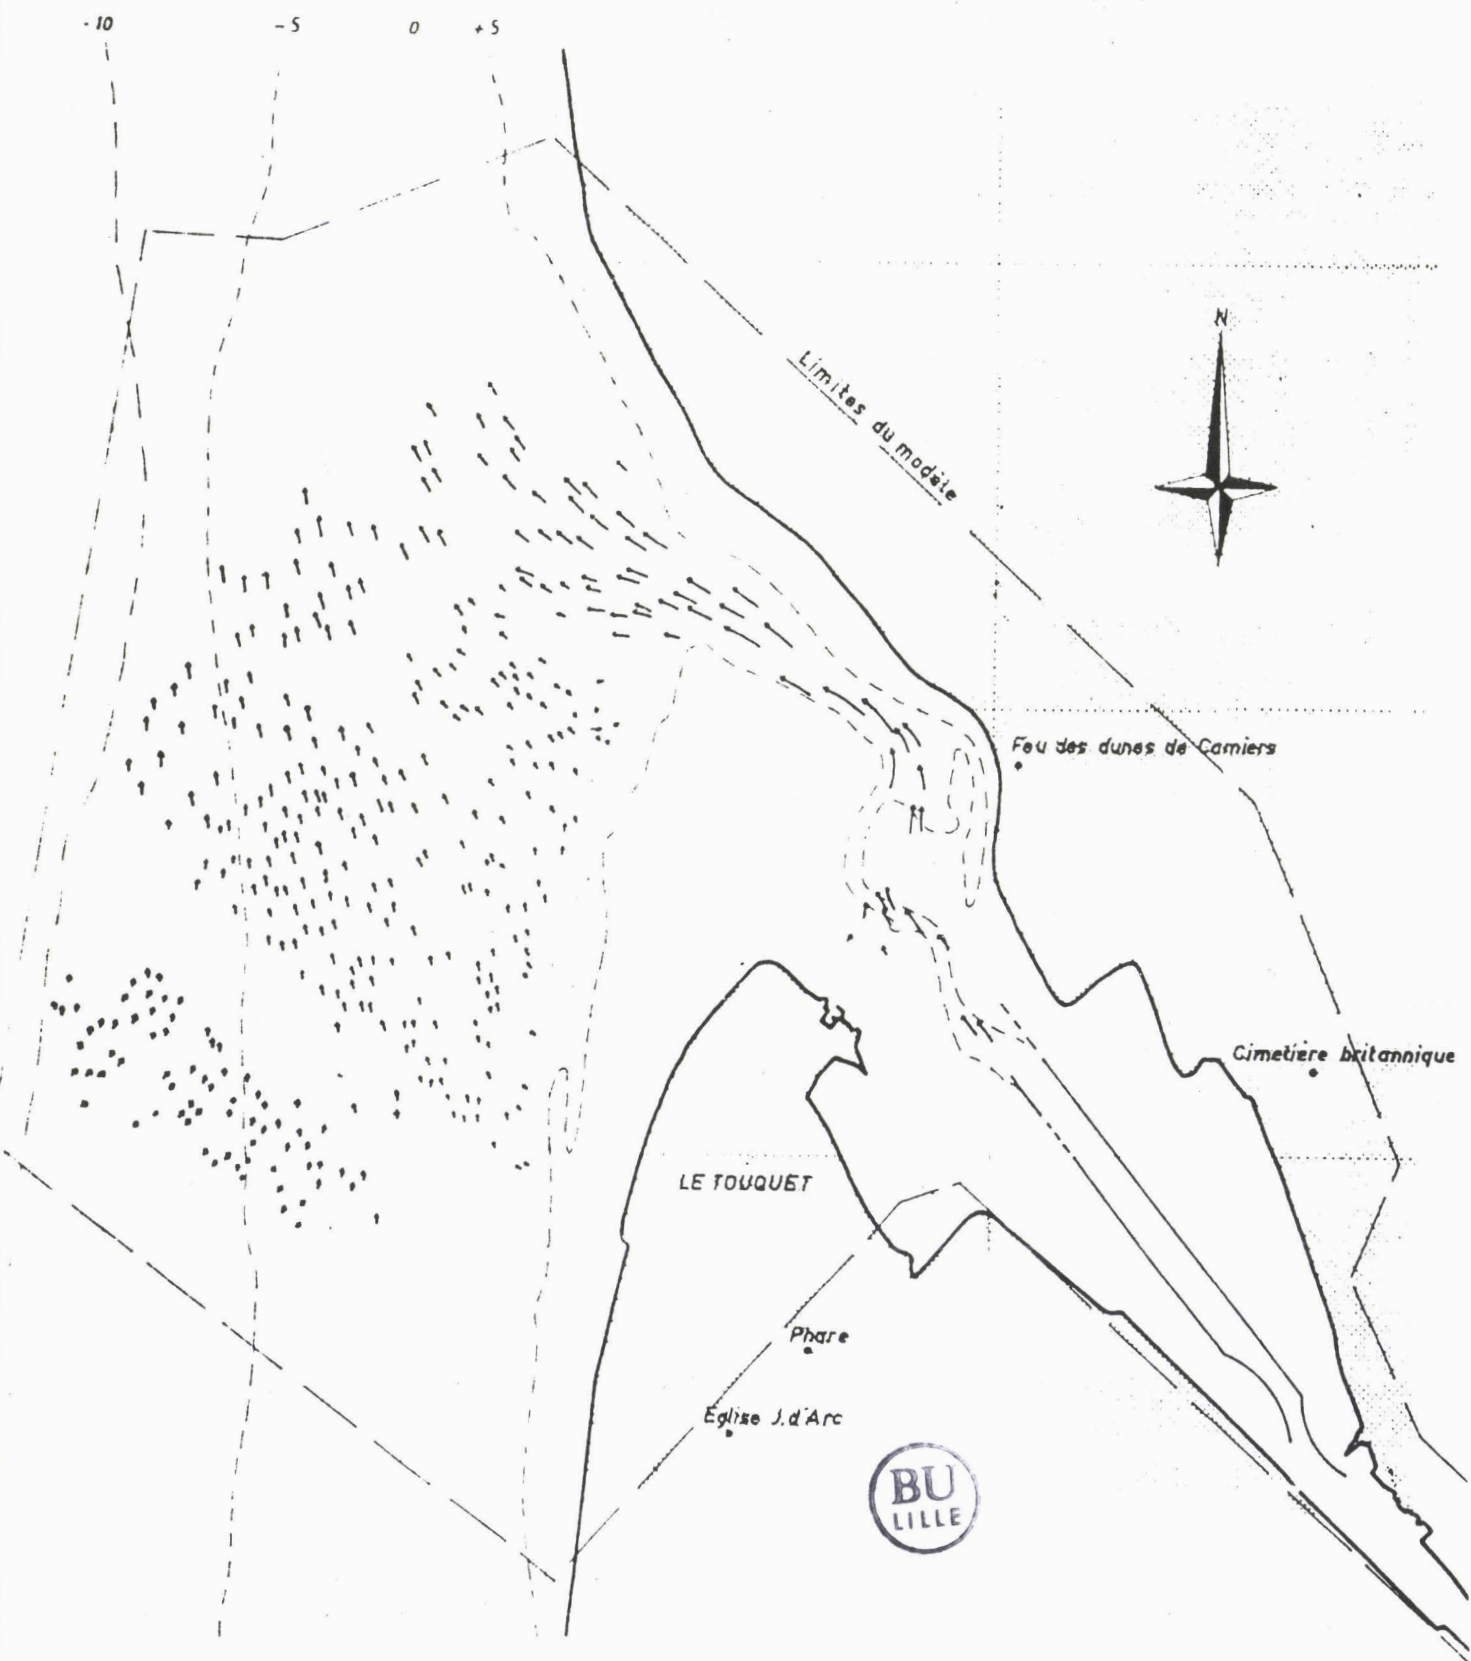 - 10   - 5   0   + 5
N
Limites du modèle
Feu des dunes de Camiers
Cimetière britannique
LE TOUQUET
Phare
Eglise J. d'Arc
BU
LILLE